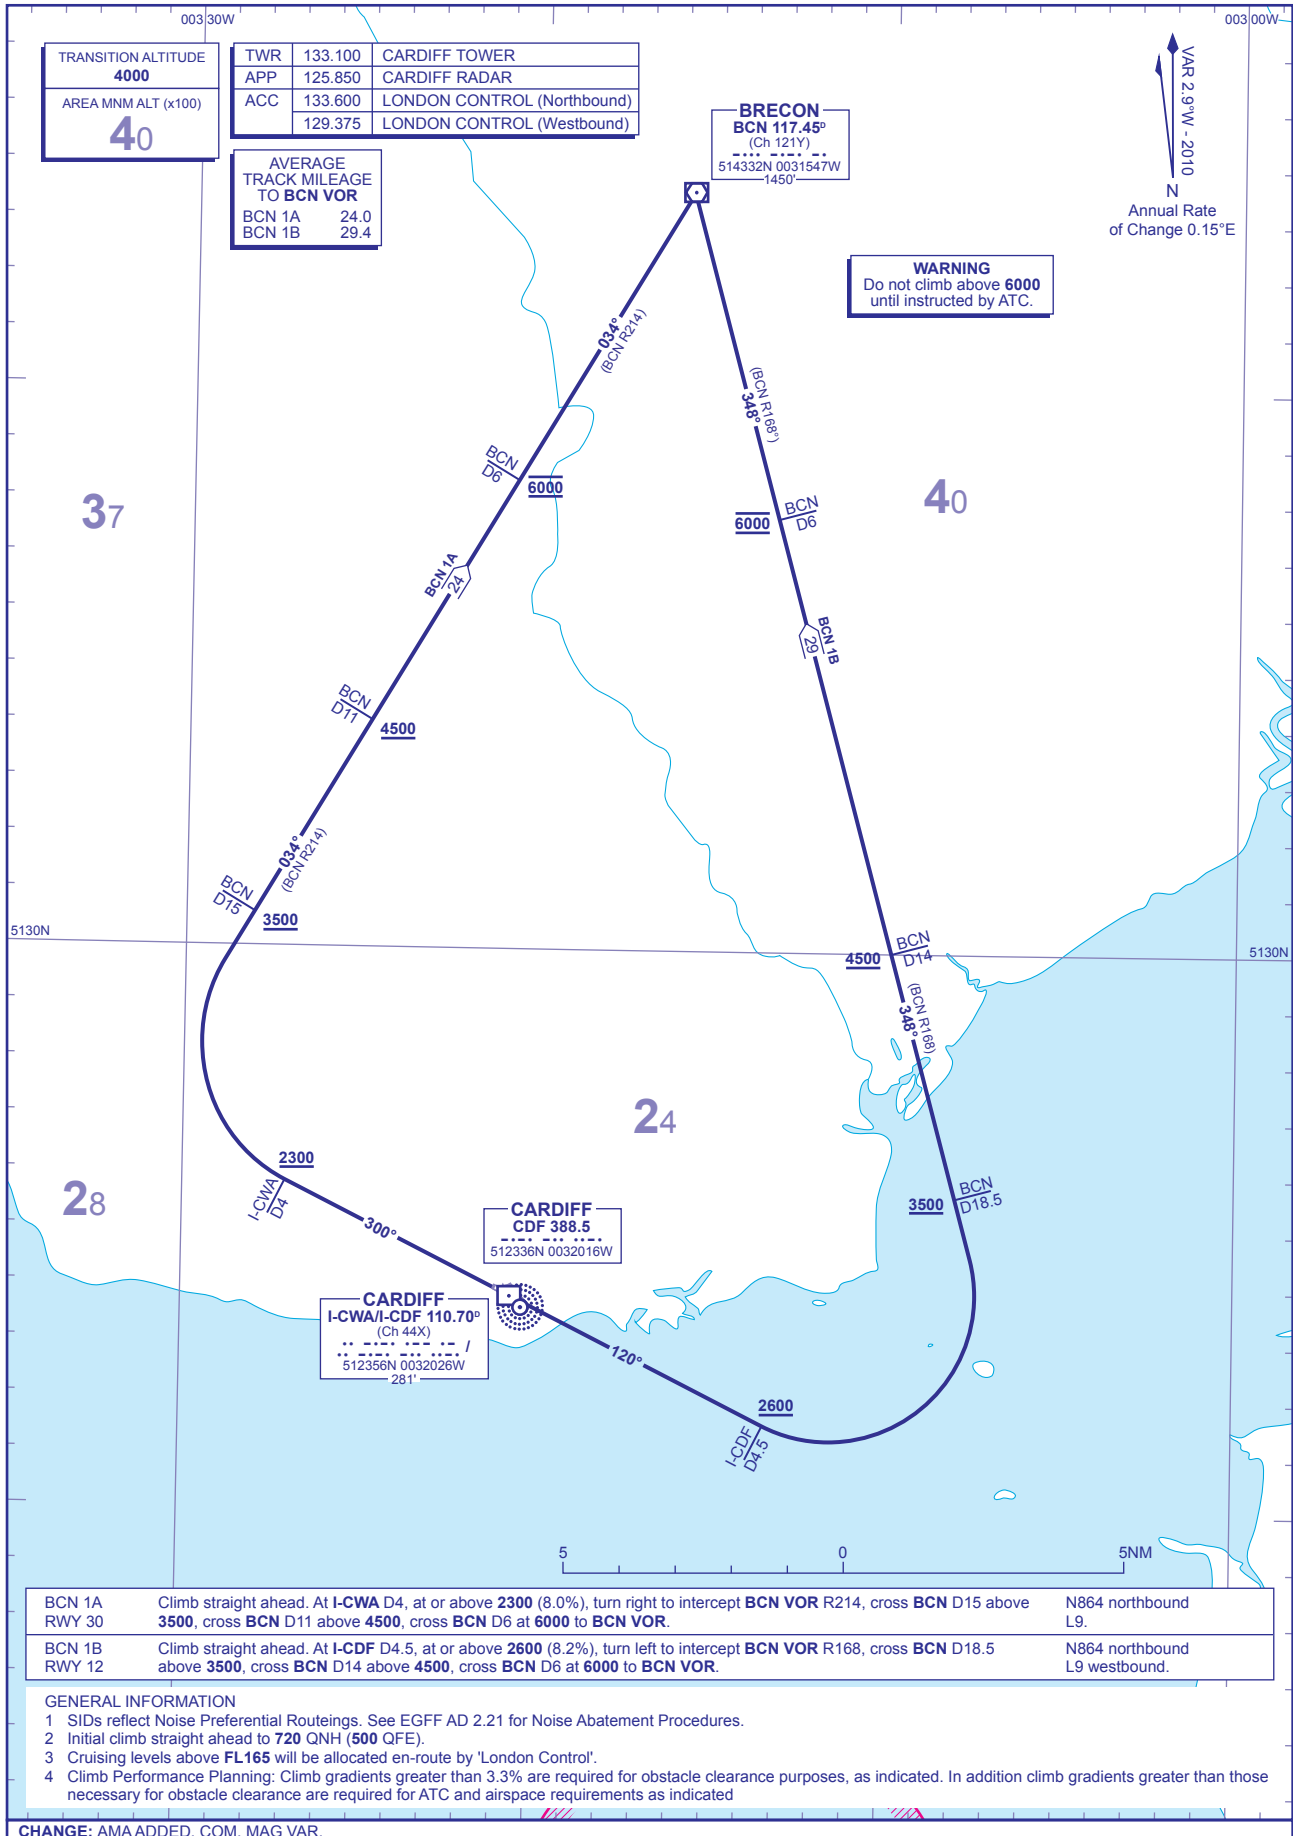 003 30W
003 00W
TRANSITION ALTITUDE
4000
AREA MNM ALT (x100)
40
TWR 133.100 CARDIFF TOWER
APP 125.850 CARDIFF RADAR
ACC 133.600 LONDON CONTROL (Northbound)
129.375 LONDON CONTROL (Westbound)
AVERAGE
TRACK MILEAGE
TO BCN VOR
BCN 1A 24.0
BCN 1B 29.4
BRECON
BCN 117.45D
(Ch 121Y)
514332N 0031547W
1450'
VAR 2.9°W - 2010
N
Annual Rate
of Change 0.15°E
WARNING
Do not climb above 6000
until instructed by ATC.
034°
(BCN R214)
(BCN R168°)
348°
BCN
D6
6000
6000
BCN
D6
37
40
BCN 1A
24
BCN 1B
29
BCN
D11
4500
034°
(BCN R214)
BCN
D15
3500
5130N
5130N
4500
BCN
D14
(BCN R168)
348°
24
2300
I-CWA
D4
28
300°
3500
BCN
D18.5
CARDIFF
CDF 388.5
512336N 0032016W
CARDIFF
I-CWA/I-CDF 110.70D
(Ch 44X)
/
512356N 0032026W
281'
120°
2600
I-CDF
D4.5
5 0 5NM
BCN 1A Climb straight ahead. At I-CWA D4, at or above 2300 (8.0%), turn right to intercept BCN VOR R214, cross BCN D15 above N864 northbound
RWY 30 3500, cross BCN D11 above 4500, cross BCN D6 at 6000 to BCN VOR. L9.
BCN 1B Climb straight ahead. At I-CDF D4.5, at or above 2600 (8.2%), turn left to intercept BCN VOR R168, cross BCN D18.5 N864 northbound
RWY 12 above 3500, cross BCN D14 above 4500, cross BCN D6 at 6000 to BCN VOR. L9 westbound.
GENERAL INFORMATION
1 SIDs reflect Noise Preferential Routeings. See EGFF AD 2.21 for Noise Abatement Procedures.
2 Initial climb straight ahead to 720 QNH (500 QFE).
3 Cruising levels above FL165 will be allocated en-route by 'London Control'.
4 Climb Performance Planning: Climb gradients greater than 3.3% are required for obstacle clearance purposes, as indicated. In addition climb gradients greater than those
necessary for obstacle clearance are required for ATC and airspace requirements as indicated
CHANGE: AMA ADDED. COM. MAG VAR.